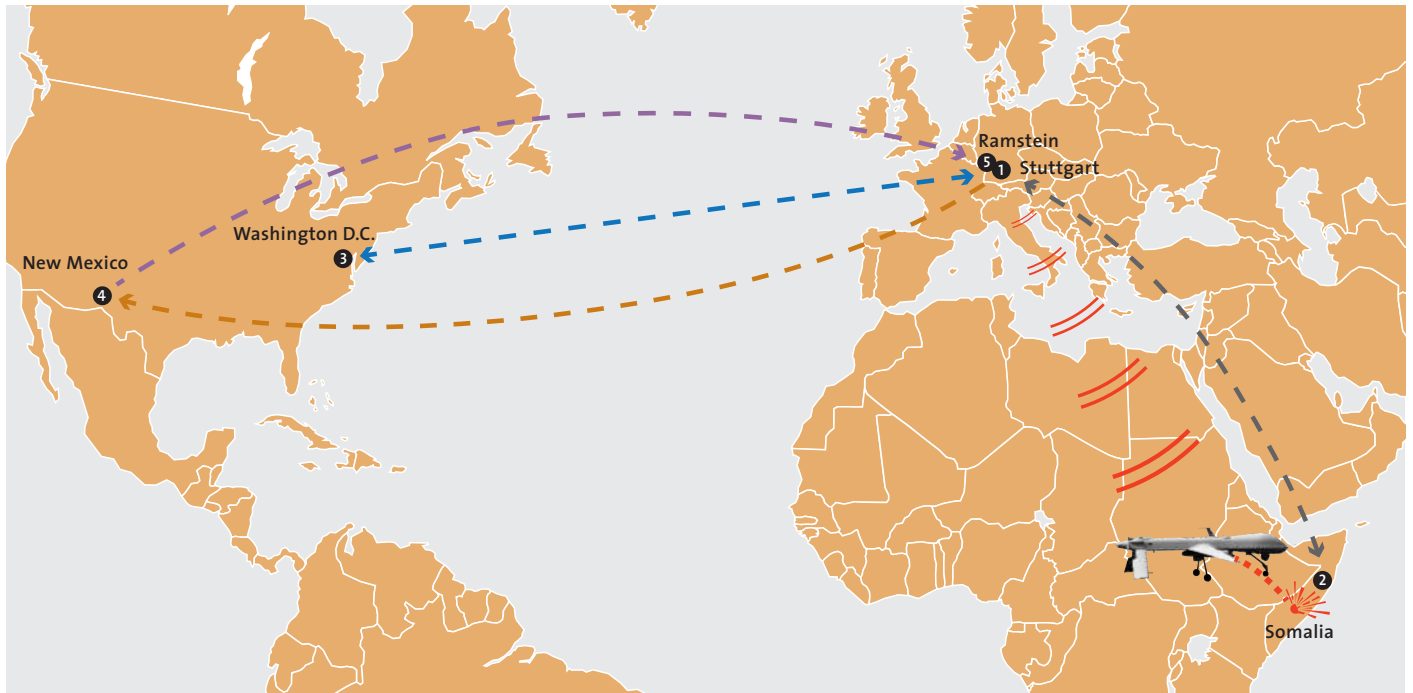 Ramstein
5
1
Stuttgart
Washington D.C.
3
New Mexico
4
2
Somalia